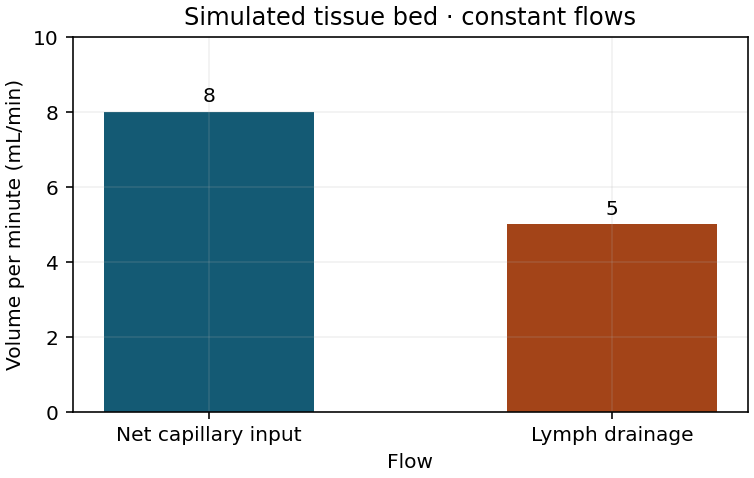 Simulated tissue bed · constant flows
Volume per minute (mL/min)
10
8
6
4
2
0
8
5
Net capillary input
Lymph drainage
Flow